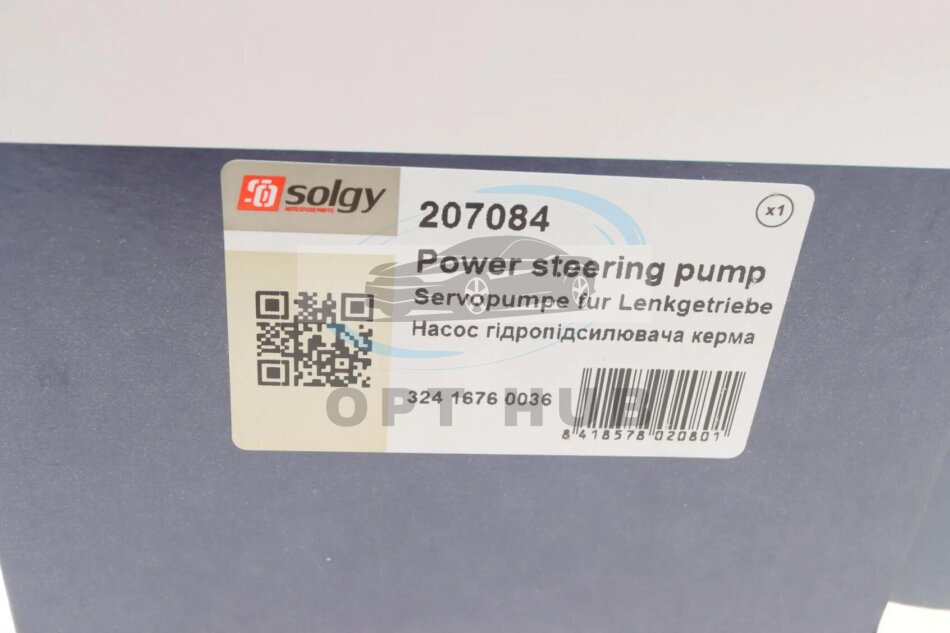 solgy
207084
x1
Power steering pump
Servopumpe fur Lenkgetriebe
Насос гідропідсилювача керма
324 1676 0036
8 418578 020801
OPT HUB